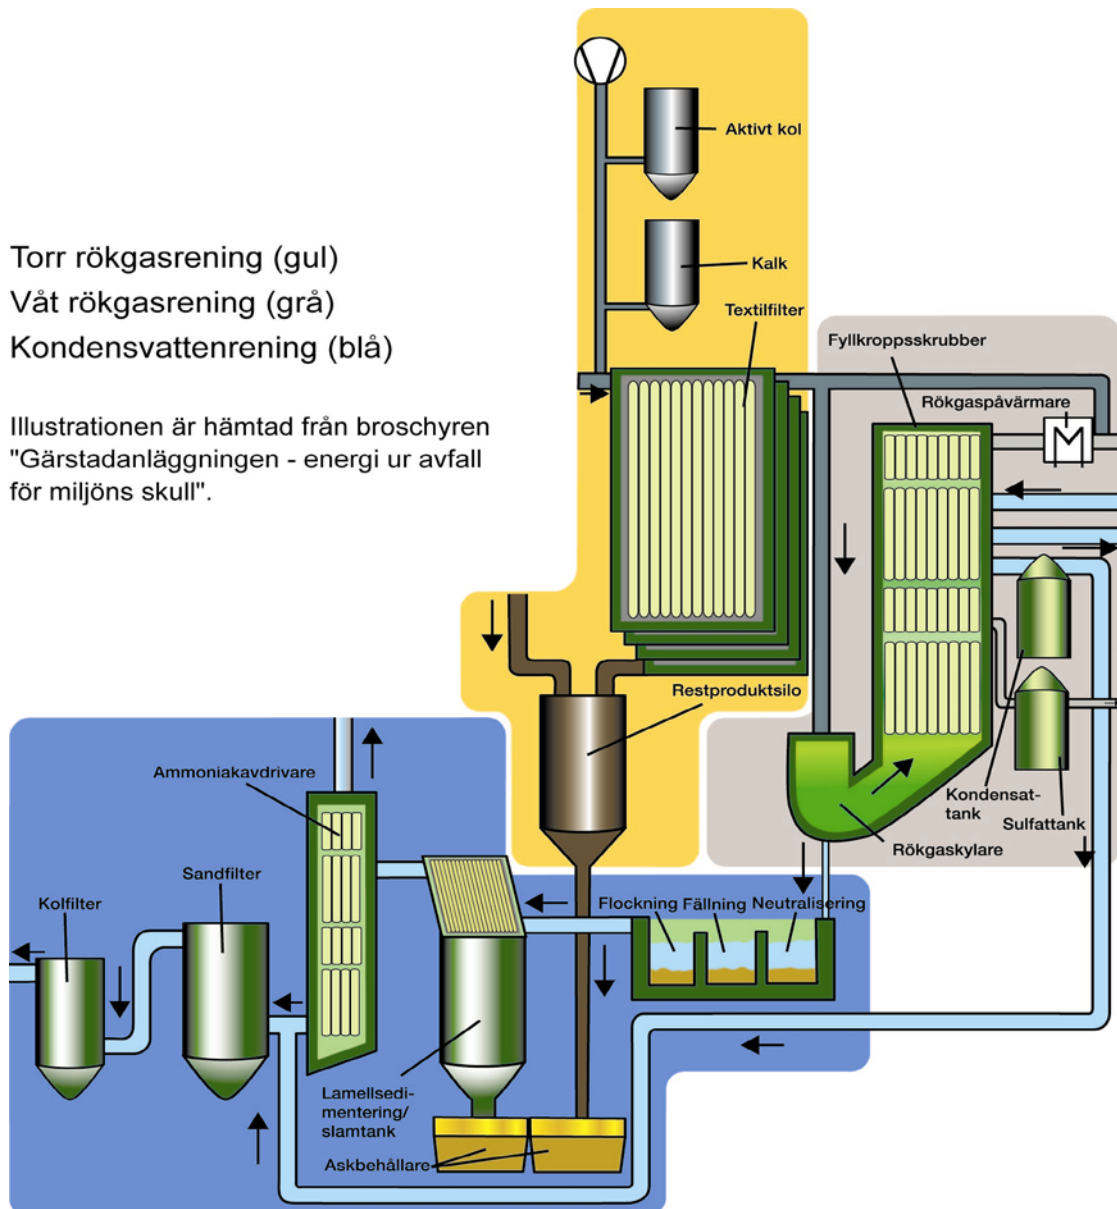 Aktivt kol
Torr rökgasrening (gul)
Våt rökgasrening (grå)
Kondensvattenrening (blå)
Kalk
Textilfilter
Fyllkroppsskrubber
Rökgaspåvärmare
Illustrationen är hämtad från broschyren
"Gärstadanläggningen - energi ur avfall
för miljöns skull".
Restproduktsilo
Ammoniakavdrivare
Kondensat-
tank
Sulfattank
Rökgaskylare
Sandfilter
Kolfilter
Flockning
Fällning
Neutralisering
Lamellsedi-
mentering/
slamtank
Askbehållare